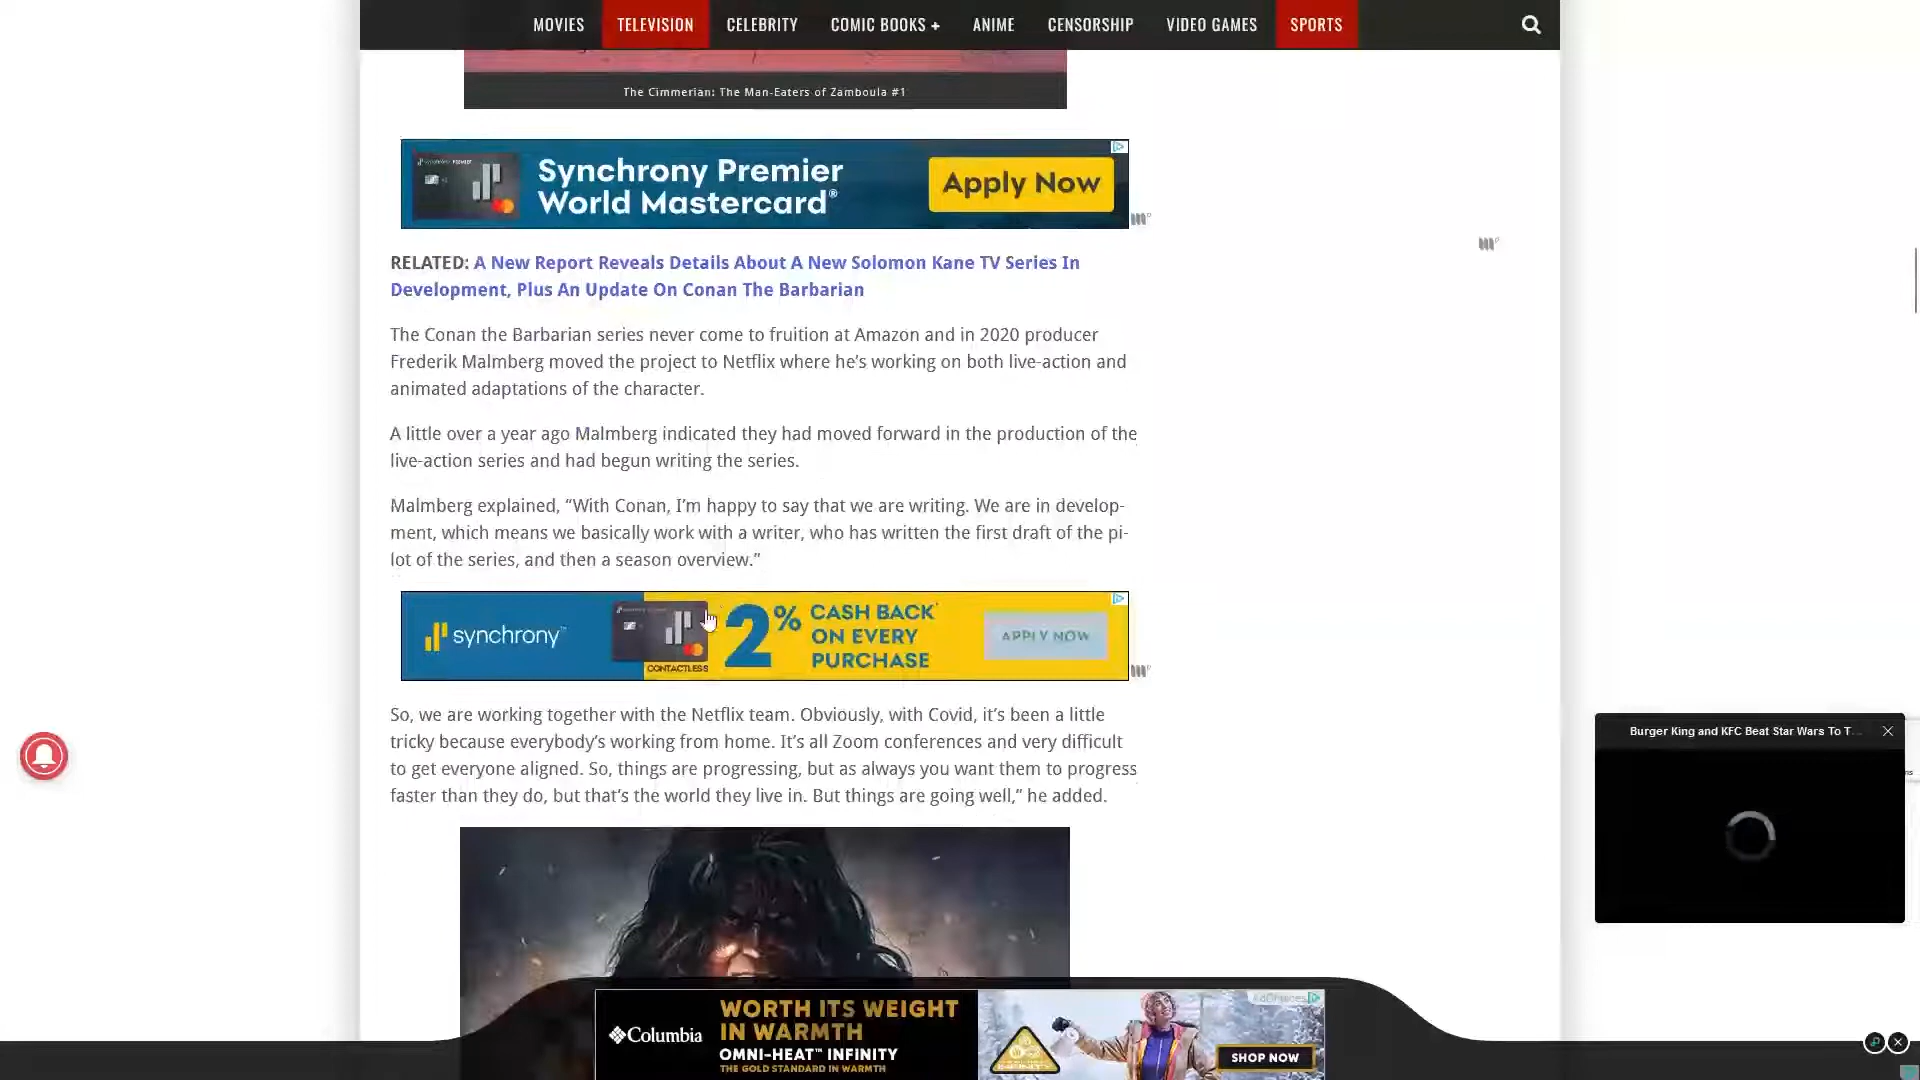 MOVIES TELEVISION CELEBRITY COMIC BOOKS + ANIME CENSORSHIP VIDEO GAMES SPORTS
The Cimmerian: The Man-Eaters of Zamboula #1
Synchrony Premier
World Mastercard®
Apply Now
RELATED: A New Report Reveals Details About A New Solomon Kane TV Series In
Development, Plus An Update On Conan The Barbarian
The Conan the Barbarian series never come to fruition at Amazon and in 2020 producer
Frederik Malmberg moved the project to Netflix where he's working on both live-action and
animated adaptations of the character.
A little over a year ago Malmberg indicated they had moved forward in the production of the
live-action series and had begun writing the series.
Malmberg explained, “With Conan, I'm happy to say that we are writing. We are in develop-
ment, which means we basically work with a writer, who has written the first draft of the pi-
lot of the series, and then a season overview.”
synchrony™
CONTACTLESS
2%
CASH BACK
ON EVERY
PURCHASE
APPLY NOW
So, we are working together with the Netflix team. Obviously, with Covid, it's been a little
tricky because everybody's working from home. It's all Zoom conferences and very difficult
to get everyone aligned. So, things are progressing, but as always you want them to progress
faster than they do, but that's the world they live in. But things are going well,” he added.
Burger King and KFC Beat Star Wars To T...
Columbia
WORTH ITS WEIGHT
IN WARMTH
OMNI-HEAT™ INFINITY
THE GOLD STANDARD IN WARMTH
AdChoices
SHOP NOW